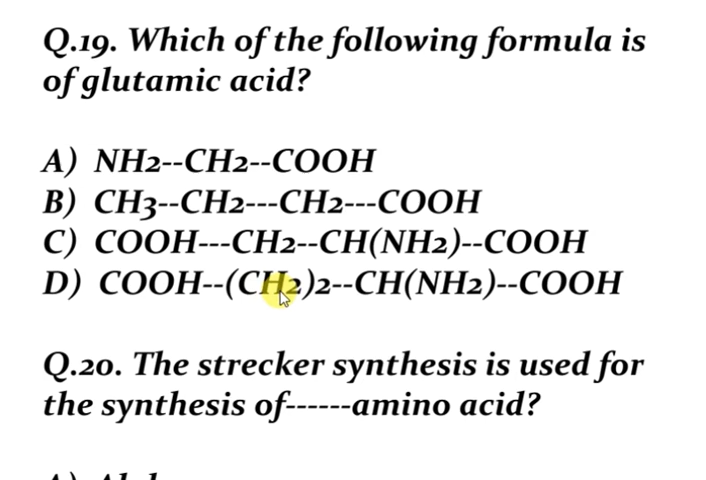 Q.19. Which of the following formula is
of glutamic acid?
A) NH2--CH2--COOH
B) CH3--CH2---CH2---COOH
C) COOH---CH2--CH(NH2)--COOH
D) COOH--(CH2)2--CH(NH2)--COOH
Q.20. The strecker synthesis is used for
the synthesis of------amino acid?